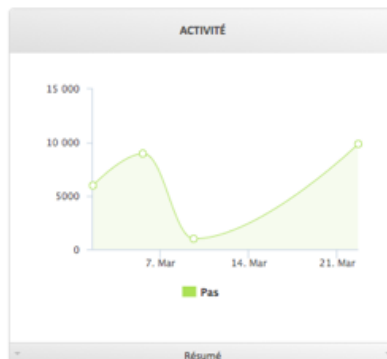 ACTIVITÉ
15 000
10 000
5000
0
7. Mar 14. Mar 21. Mar
Pas
Résumé